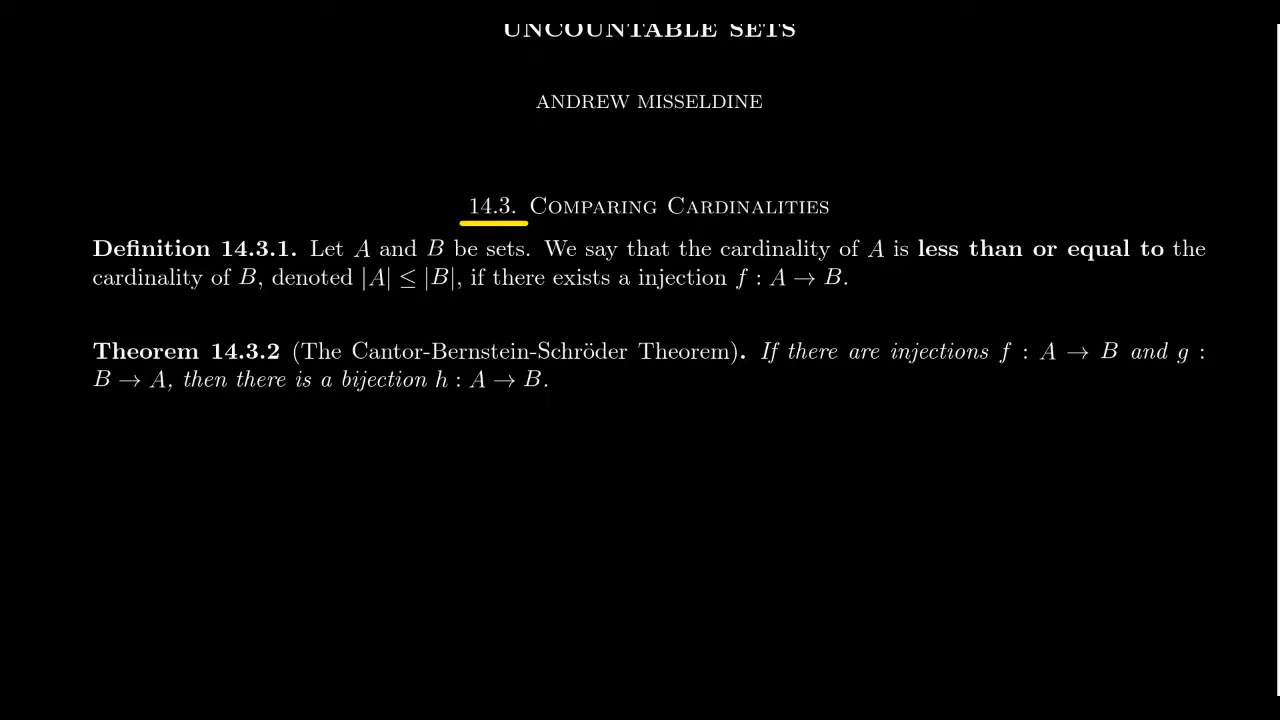 UNCOUNTABLE SETS
ANDREW MISSELDINE
14.3. COMPARING CARDINALITIES
Definition 14.3.1. Let A and B be sets. We say that the cardinality of A is less than or equal to the
cardinality of B, denoted |A| ≤ |B|, if there exists a injection f : A → B.
Theorem 14.3.2 (The Cantor-Bernstein-Schröder Theorem). If there are injections f : A → B and g :
B → A, then there is a bijection h : A → B.